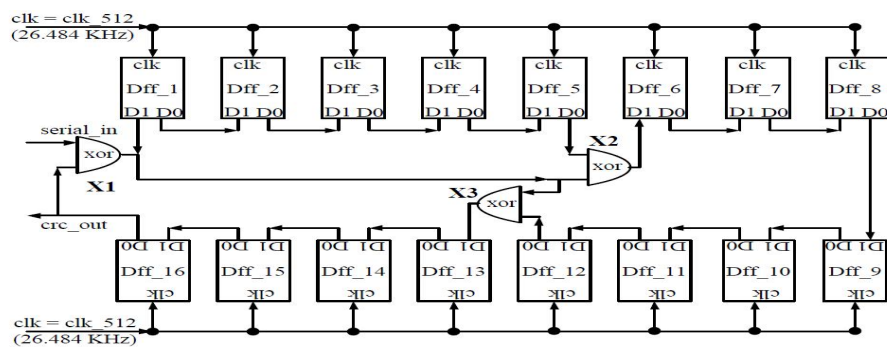 clk = clk_512
(26.484 KHz)
clk clk clk clk clk clk clk clk
Dff_1 Dff_2 Dff_3 Dff_4 Dff_5 Dff_6 Dff_7 Dff_8
D1 D0 D1 D0 D1 D0 D1 D0 D1 D0 D1 D0 D1 D0 D1 D0
serial_in
xor
X1
X2
xor
X3
xor
crc_out
D0 D1 D0 D1 D0 D1 D0 D1 D0 D1 D0 D1 D0 D1 D0 D1
Dff_16 Dff_15 Dff_14 Dff_13 Dff_12 Dff_11 Dff_10 Dff_9
clk clk clk clk clk clk clk clk
clk = clk_512
(26.484 KHz)